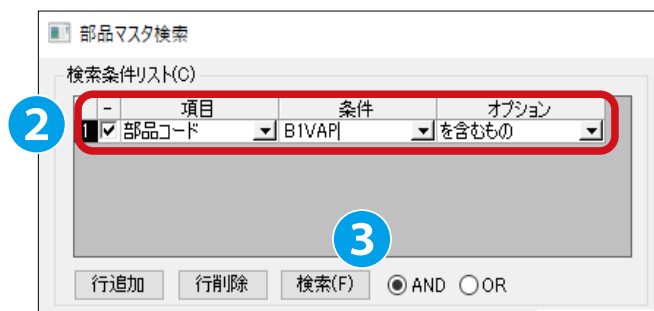 部品マスタ検索
検索条件リスト(C)
- 項目 条件 オプション
2
1 部品コード B1VAP を含むもの
3
行追加 行削除 検索(F) AND OR